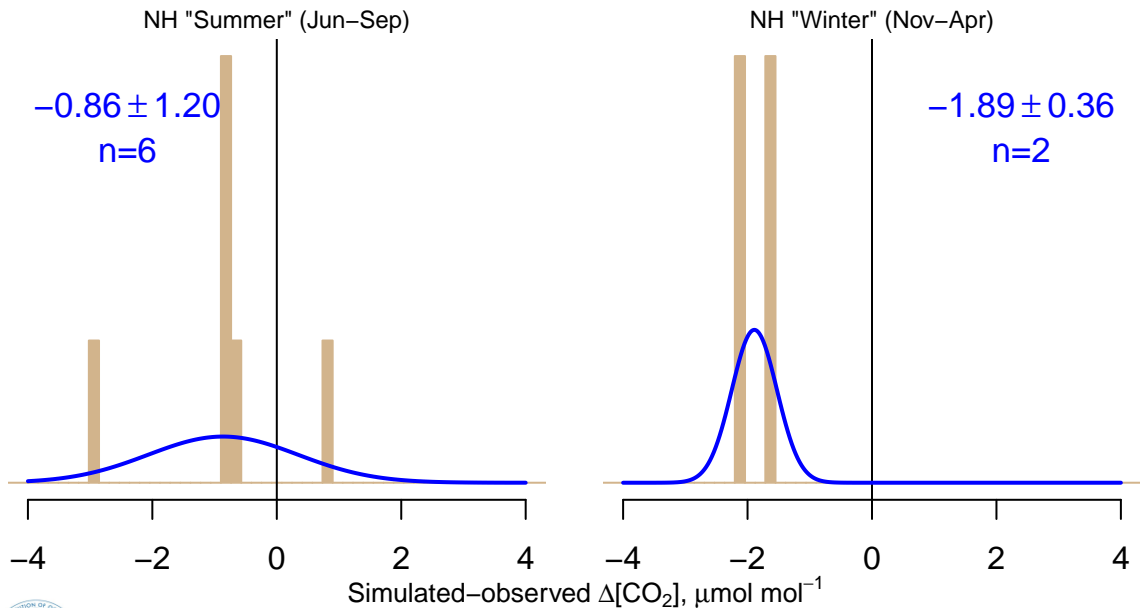 NH "Summer" (Jun−Sep)
−0.86 ± 1.20
n=6
−4 −2 0 2 4
NH "Winter" (Nov−Apr)
−1.89 ± 0.36
n=2
−4 −2 0 2 4
Simulated−observed Δ[CO₂], μmol mol⁻¹